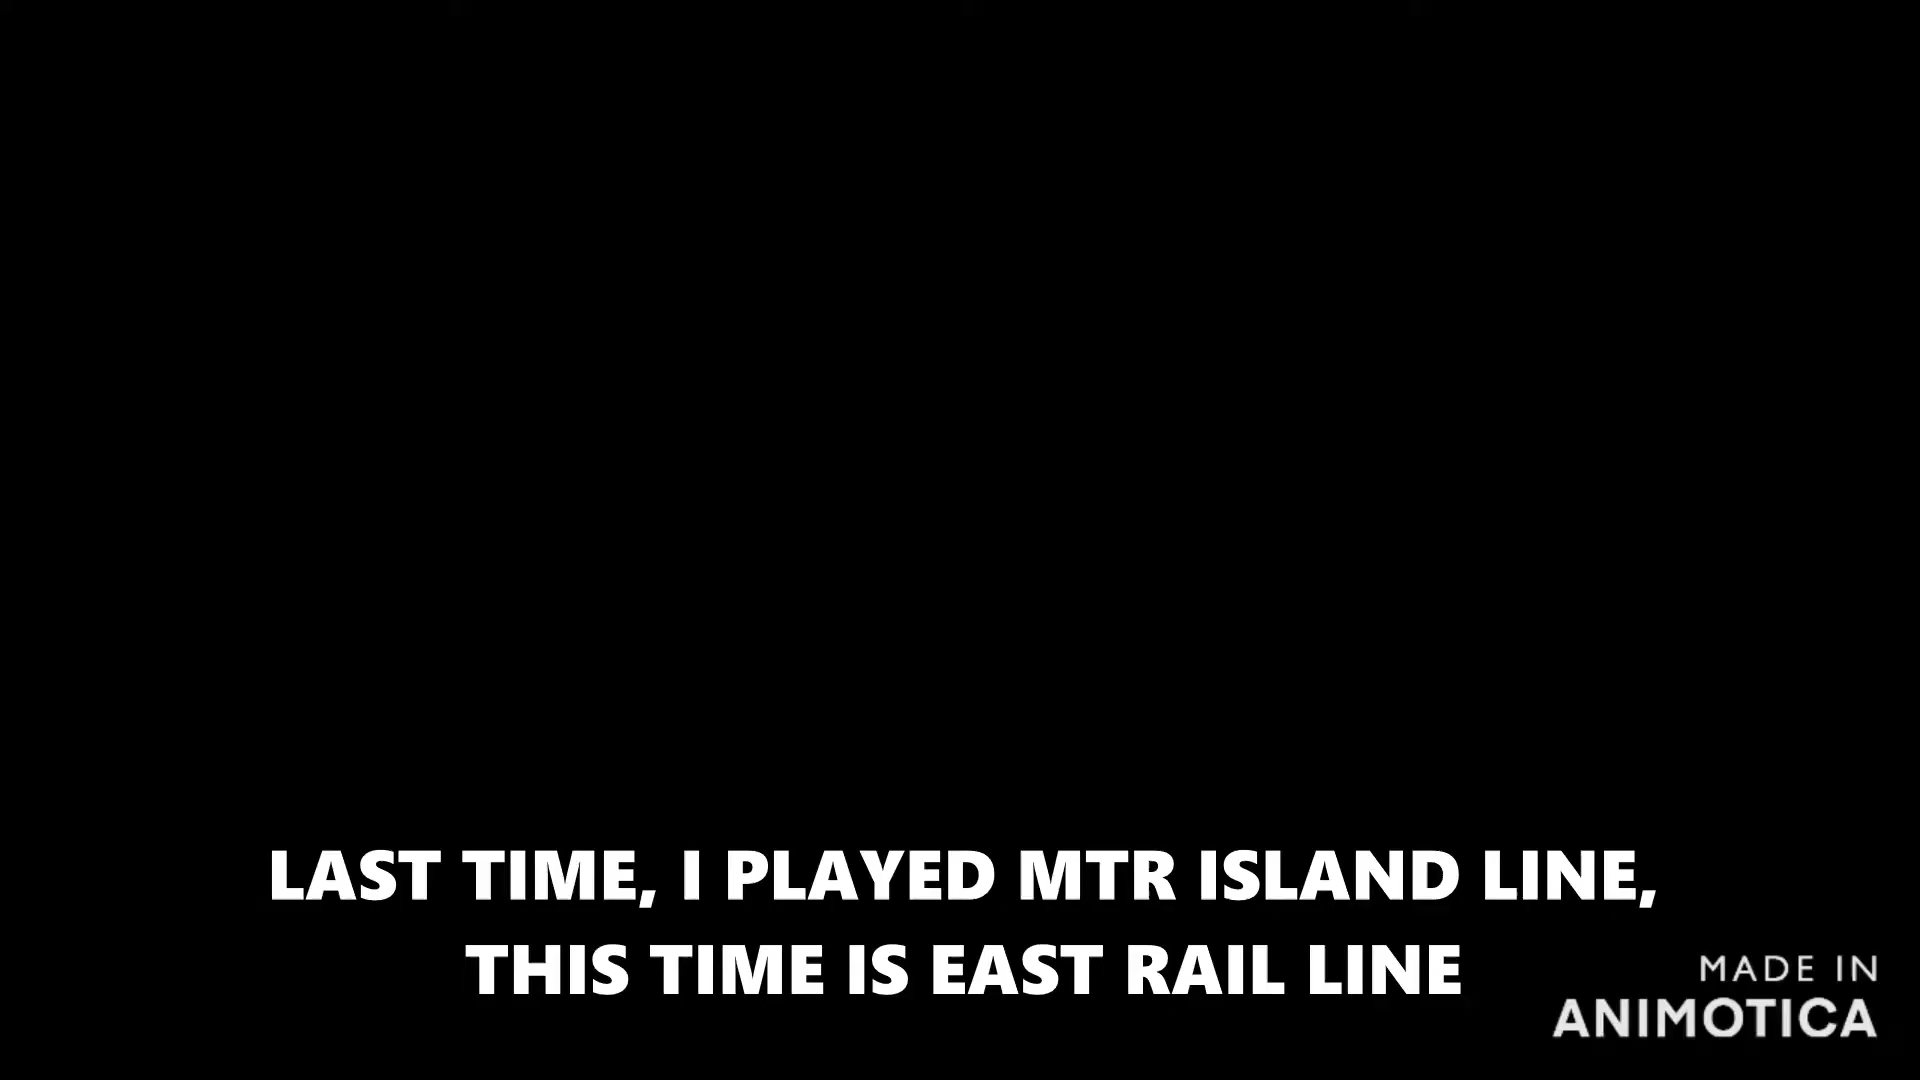 LAST TIME, I PLAYED MTR ISLAND LINE,
THIS TIME IS EAST RAIL LINE
MADE IN
ANIMOTICA